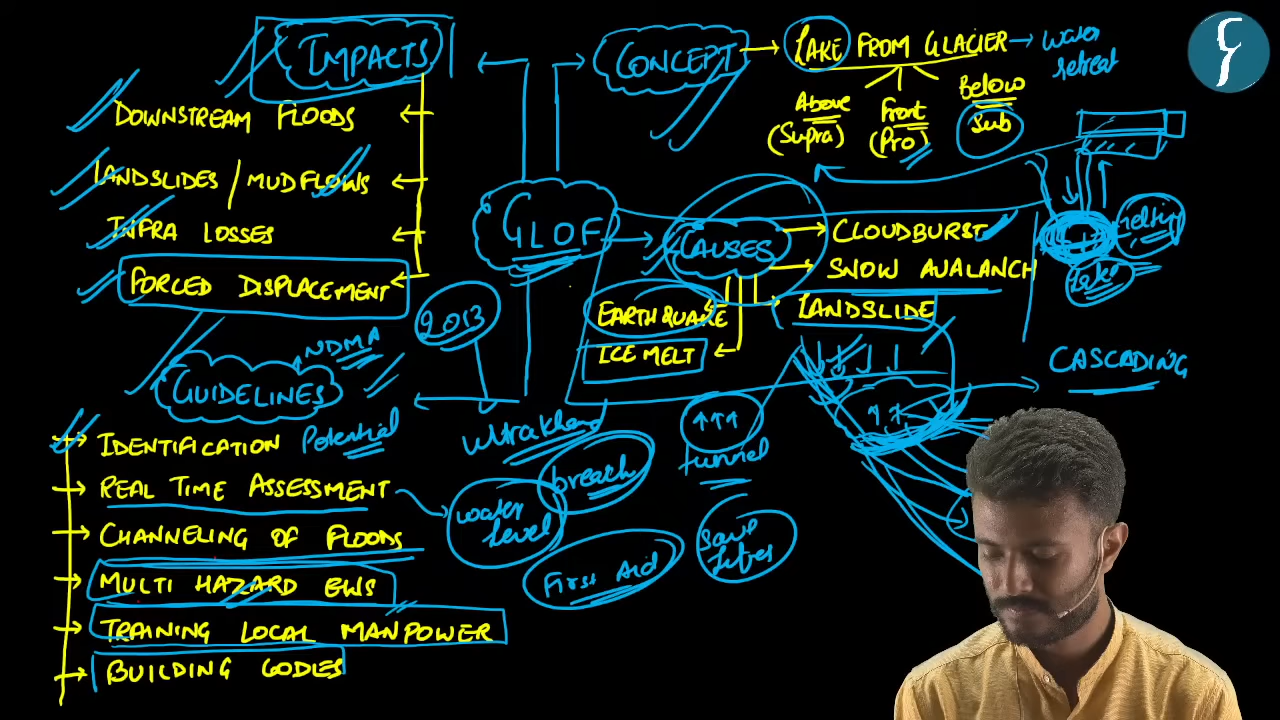 IMPACTS
DOWNSTREAM FLOODS
LANDSLIDES / MUDFLOWS
INFRA LOSSES
FORCED DISPLACEMENT
CONCEPT
LAKE FROM GLACIER
water
retreat
Above
(Supra)
Front
(Pro)
Below
Sub
GLOF
CAUSES
CLOUDBURST
SNOW AVALANCH
LANDSLIDE
EARTHQUAKE
ICE MELT
melting
CASCADING
2013
NDMA
GUIDELINES
IDENTIFICATION Potential
REAL TIME ASSESSMENT
CHANNELING OF FLOODS
MULTI HAZARD EWS
TRAINING LOCAL MANPOWER
BUILDING CODES
water
level
breach
First Aid
tunnel
save